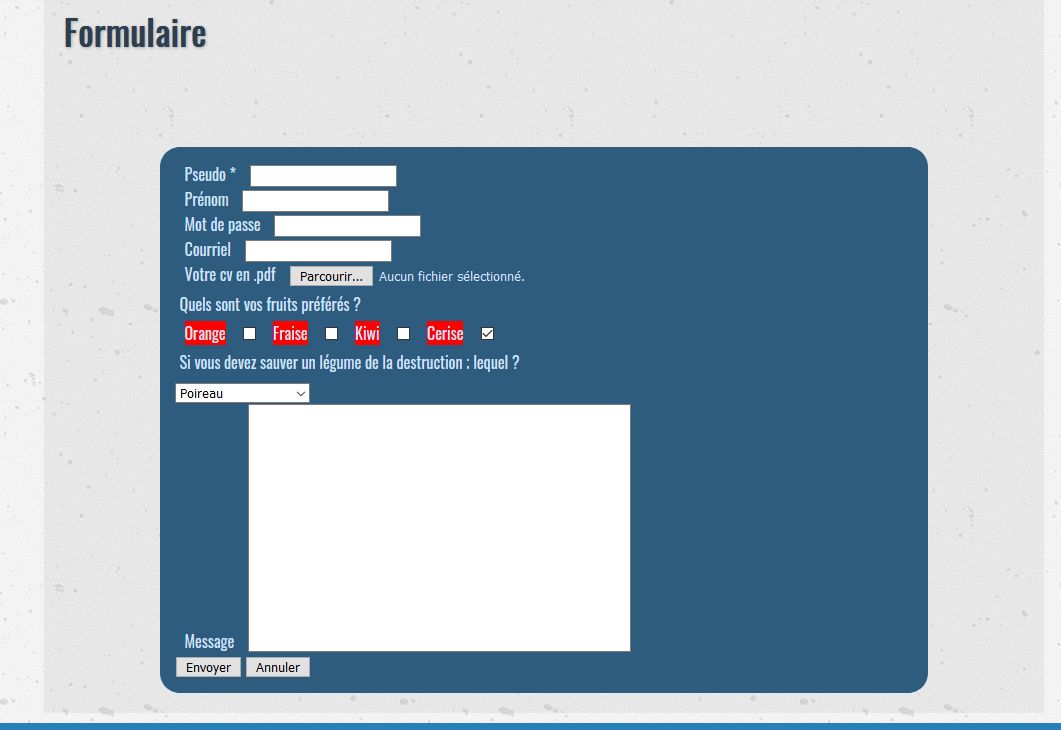 Formulaire
Pseudo *
Prénom
Mot de passe
Courriel
Votre cv en .pdf Parcourir... Aucun fichier sélectionné.
Quels sont vos fruits préférés ?
Orange Fraise Kiwi Cerise
Si vous devez sauver un légume de la destruction : lequel ?
Poireau
Message
Envoyer Annuler